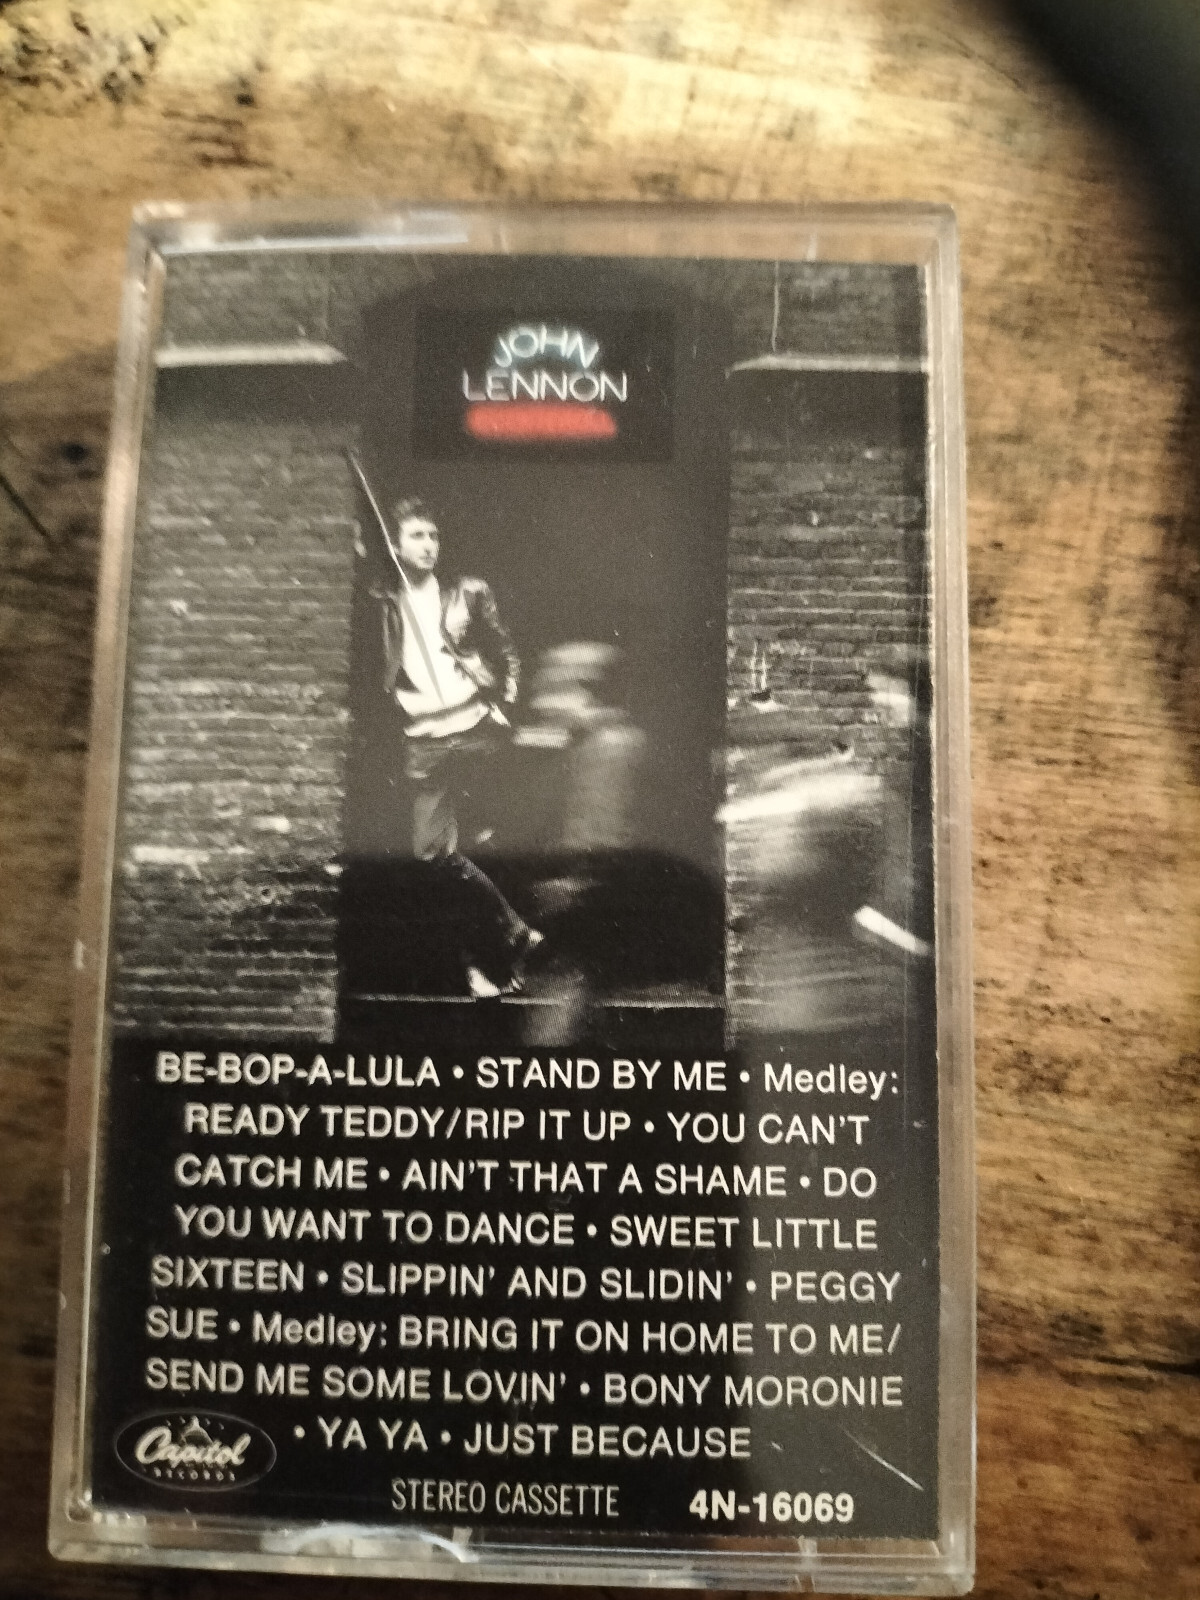 JOHN
LENNON
BE-BOP-A-LULA • STAND BY ME • Medley:
READY TEDDY/RIP IT UP • YOU CAN'T
CATCH ME • AIN'T THAT A SHAME • DO
YOU WANT TO DANCE • SWEET LITTLE
SIXTEEN • SLIPPIN' AND SLIDIN' • PEGGY
SUE • Medley: BRING IT ON HOME TO ME/
SEND ME SOME LOVIN' • BONY MORONIE
• YA YA • JUST BECAUSE
Capitol
RECORDS
STEREO CASSETTE 4N-16069